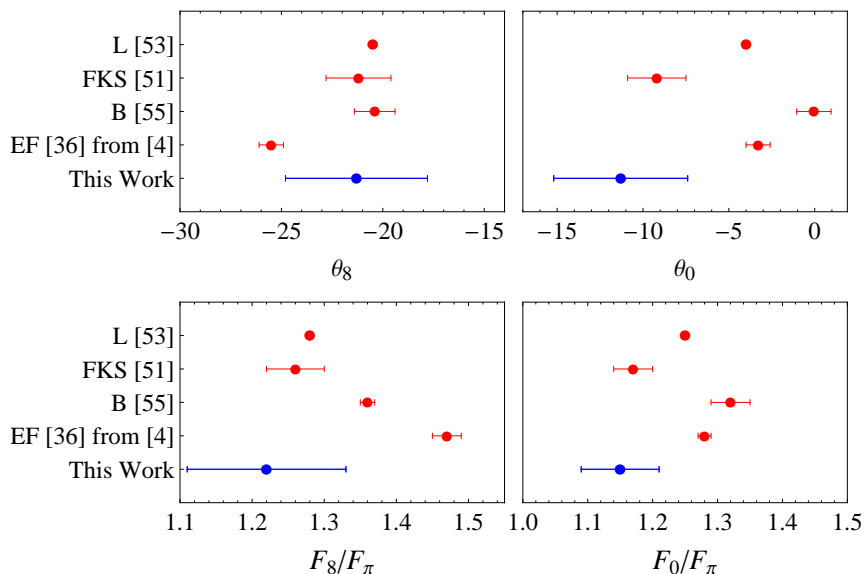 L [53]
FKS [51]
B [55]
EF [36] from [4]
This Work
−30 −25 −20 −15
θ8
−15 −10 −5 0
θ0
L [53]
FKS [51]
B [55]
EF [36] from [4]
This Work
1.1 1.2 1.3 1.4 1.5
F8/Fπ
1.0 1.1 1.2 1.3 1.4 1.5
F0/Fπ